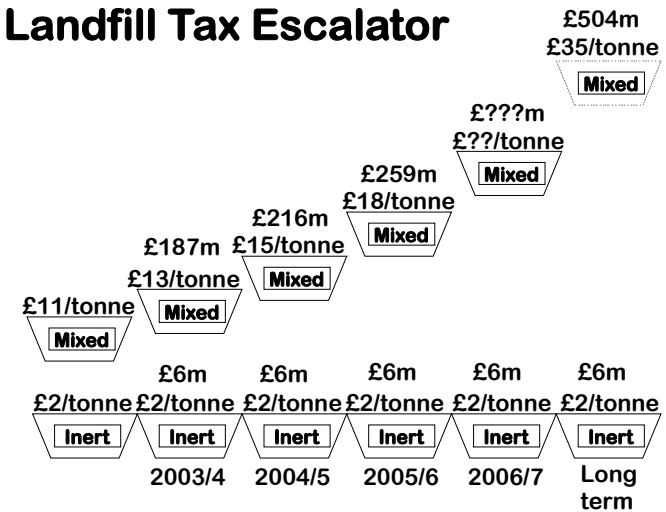 Landfill Tax Escalator
£504m
£35/tonne
Mixed
£???m
£??/tonne
Mixed
£259m
£18/tonne
Mixed
£216m
£15/tonne
Mixed
£187m
£13/tonne
Mixed
£11/tonne
Mixed
£6m £6m £6m £6m £6m
£2/tonne £2/tonne £2/tonne £2/tonne £2/tonne £2/tonne
Inert Inert Inert Inert Inert Inert
2003/4 2004/5 2005/6 2006/7 Long
term